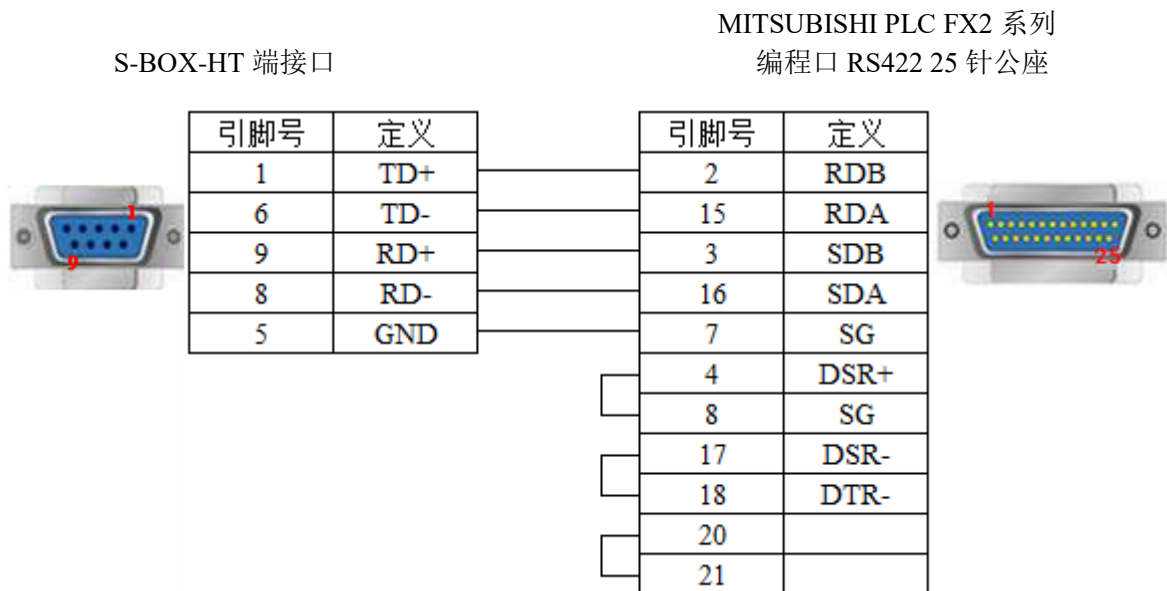 MITSUBISHI PLC FX2 系列
S-BOX-HT 端接口
编程口 RS422 25 针公座
引脚号 定义 引脚号 定义
1 TD+ 2 RDB
6 TD- 15 RDA
9 RD+ 3 SDB
8 RD- 16 SDA
5 GND 7 SG
4 DSR+
8 SG
17 DSR-
18 DTR-
20
21
1
9
1
25